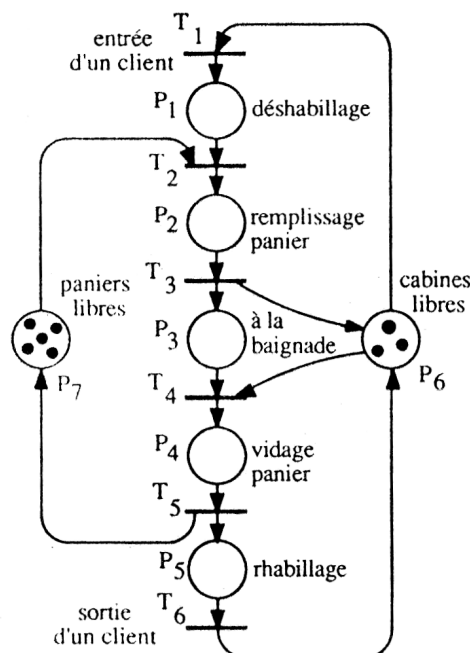 T1
entrée
d'un client
P1
déshabillage
T2
P2
remplissage
panier
T3
paniers
libres
P7
P3
à la
baignade
cabines
libres
P6
T4
P4
vidage
panier
T5
P5
rhabillage
T6
sortie
d'un client